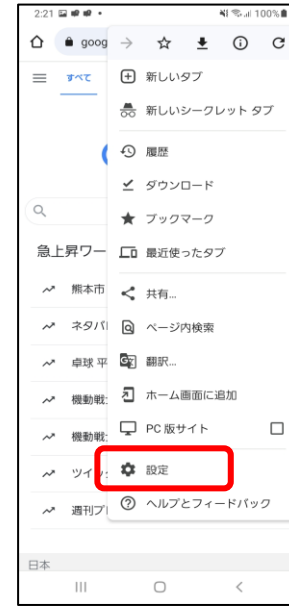 2:21
100%
goog
すべて
新しいタブ
新しいシークレット タブ
履歴
ダウンロード
ブックマーク
急上昇ワー
最近使ったタブ
熊本市
共有...
ネタバ
ページ内検索
卓球 平
翻訳...
機動戦
ホーム画面に追加
機動戦
PC 版サイト
ツイッ
設定
週刊プ
ヘルプとフィードバック
日本